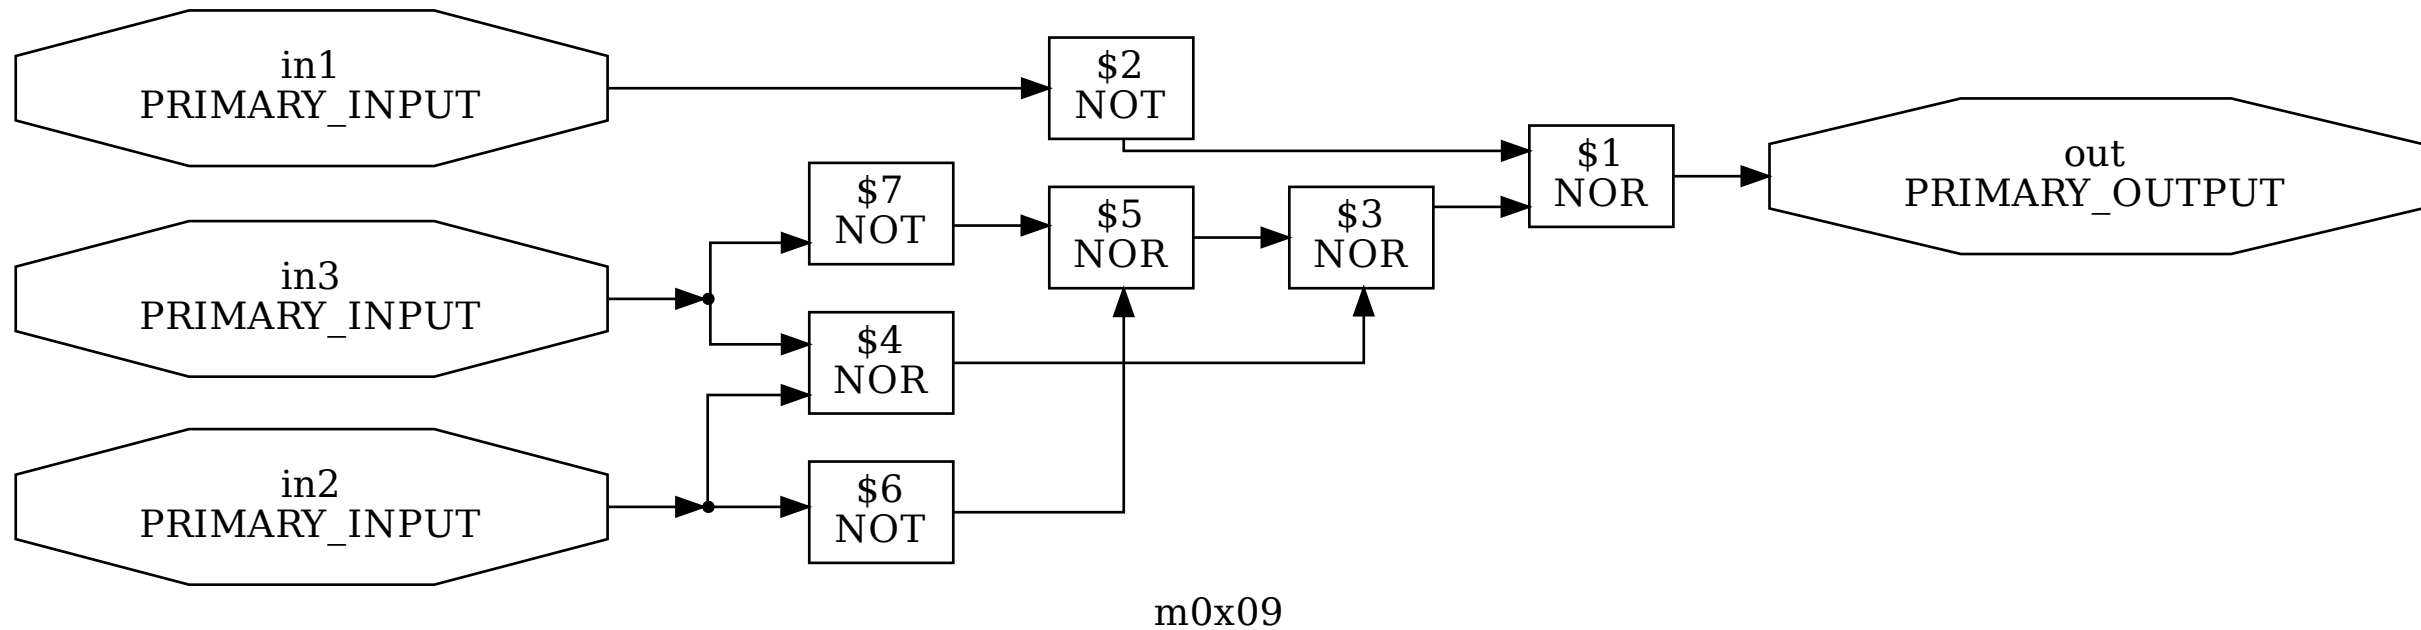 in1
PRIMARY_INPUT
$2
NOT
$1
NOR
out
PRIMARY_OUTPUT
$7
NOT
$5
NOR
$3
NOR
in3
PRIMARY_INPUT
$4
NOR
in2
PRIMARY_INPUT
$6
NOT
m0x09